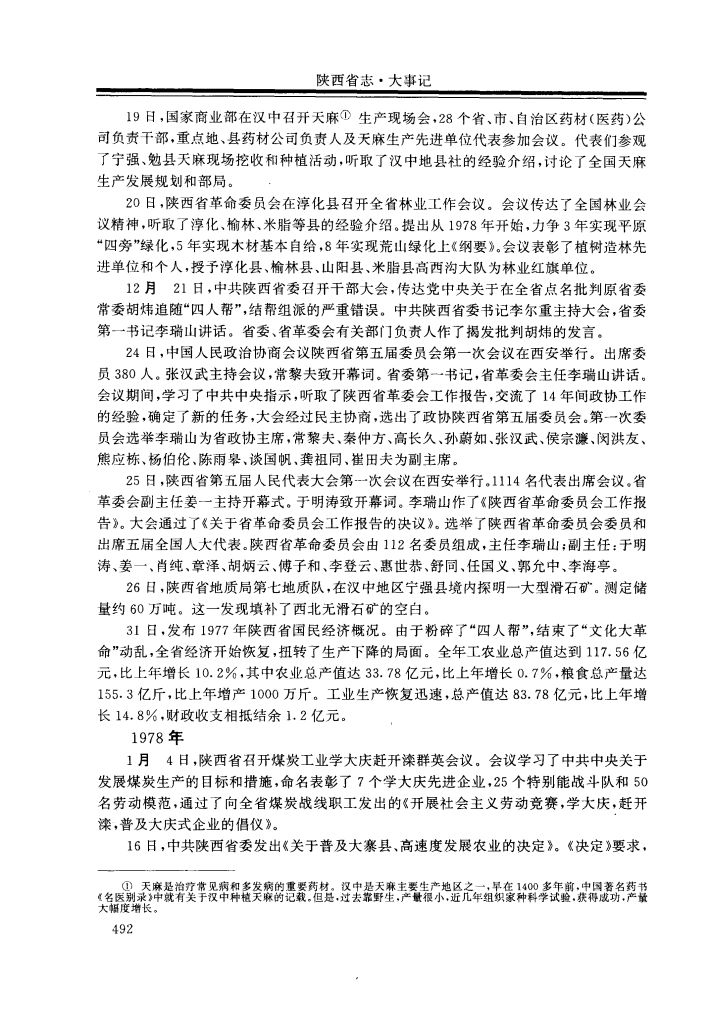 陕西省志·大事记
19日,国家商业部在汉中召开天麻① 生产现场会,28个省、市、自治区药材(医药)公
司负责干部,重点地、县药材公司负责人及天麻生产先进单位代表参加会议。代表们参观
了宁强、勉县天麻现场挖收和种植活动,听取了汉中地县社的经验介绍,讨论了全国天麻
生产发展规划和部局。
20日,陕西省革命委员会在淳化县召开全省林业工作会议。会议传达了全国林业会
议精神,听取了淳化、榆林、米脂等县的经验介绍。提出从1978年开始,力争3年实现平原
“四旁”绿化,5年实现木材基本自给,8年实现荒山绿化上《纲要》。会议表彰了植树造林先
进单位和个人,授予淳化县、榆林县、山阳县、米脂县高西沟大队为林业红旗单位。
12月 21日,中共陕西省委召开干部大会,传达党中央关于在全省点名批判原省委
常委胡炜追随“四人帮”,结帮组派的严重错误。中共陕西省委书记李尔重主持大会,省委
第一书记李瑞山讲话。省委、省革委会有关部门负责人作了揭发批判胡炜的发言。
24日,中国人民政治协商会议陕西省第五届委员会第一次会议在西安举行。出席委
员380人。张汉武主持会议,常黎夫致开幕词。省委第一书记,省革委会主任李瑞山讲话。
会议期间,学习了中共中央指示,听取了陕西省革委会工作报告,交流了14年间政协工作
的经验,确定了新的任务,大会经过民主协商,选出了政协陕西省第五届委员会。第一次委
员会选举李瑞山为省政协主席,常黎夫、秦仲方、高长久、孙蔚如、张汉武、侯宗濂、闵洪友、
熊应栋、杨伯伦、陈雨皋、谈国帆、龚祖同、崔田夫为副主席。
25日,陕西省第五届人民代表大会第一次会议在西安举行。1114名代表出席会议。省
革委会副主任姜一主持开幕式。于明涛致开幕词。李瑞山作了《陕西省革命委员会工作报
告》。大会通过了《关于省革命委员会工作报告的决议》。选举了陕西省革命委员会委员和
出席五届全国人大代表。陕西省革命委员会由112名委员组成,主任李瑞山;副主任:于明
涛、姜一、肖纯、章泽、胡炳云、傅子和、李登云、惠世恭、舒同、任国义、郭允中、李海亭。
26日,陕西省地质局第七地质队,在汉中地区宁强县境内探明一大型滑石矿。测定储
量约60万吨。这一发现填补了西北无滑石矿的空白。
31日,发布1977年陕西省国民经济概况。由于粉碎了“四人帮”,结束了“文化大革
命”动乱,全省经济开始恢复,扭转了生产下降的局面。全年工农业总产值达到117.56亿
元,比上年增长10.2%,其中农业总产值达33.78亿元,比上年增长0.7%,粮食总产量达
155.3亿斤,比上年增产1000万斤。工业生产恢复迅速,总产值达83.78亿元,比上年增
长14.8%,财政收支相抵结余1.2亿元。
1978年
1月 4日,陕西省召开煤炭工业学大庆赶开滦群英会议。会议学习了中共中央关于
发展煤炭生产的目标和措施,命名表彰了7个学大庆先进企业,25个特别能战斗队和50
名劳动模范,通过了向全省煤炭战线职工发出的《开展社会主义劳动竞赛,学大庆,赶开
滦,普及大庆式企业的倡仪》。
16日,中共陕西省委发出《关于普及大寨县、高速度发展农业的决定》。《决定》要求,
① 天麻是治疗常见病和多发病的重要药材。汉中是天麻主要生产地区之一,早在1400多年前,中国著名药书
《名医别录》中就有关于汉中种植天麻的记载。但是,过去靠野生,产量很小,近几年组织家种科学试验,获得成功,产量
大幅度增长。
492